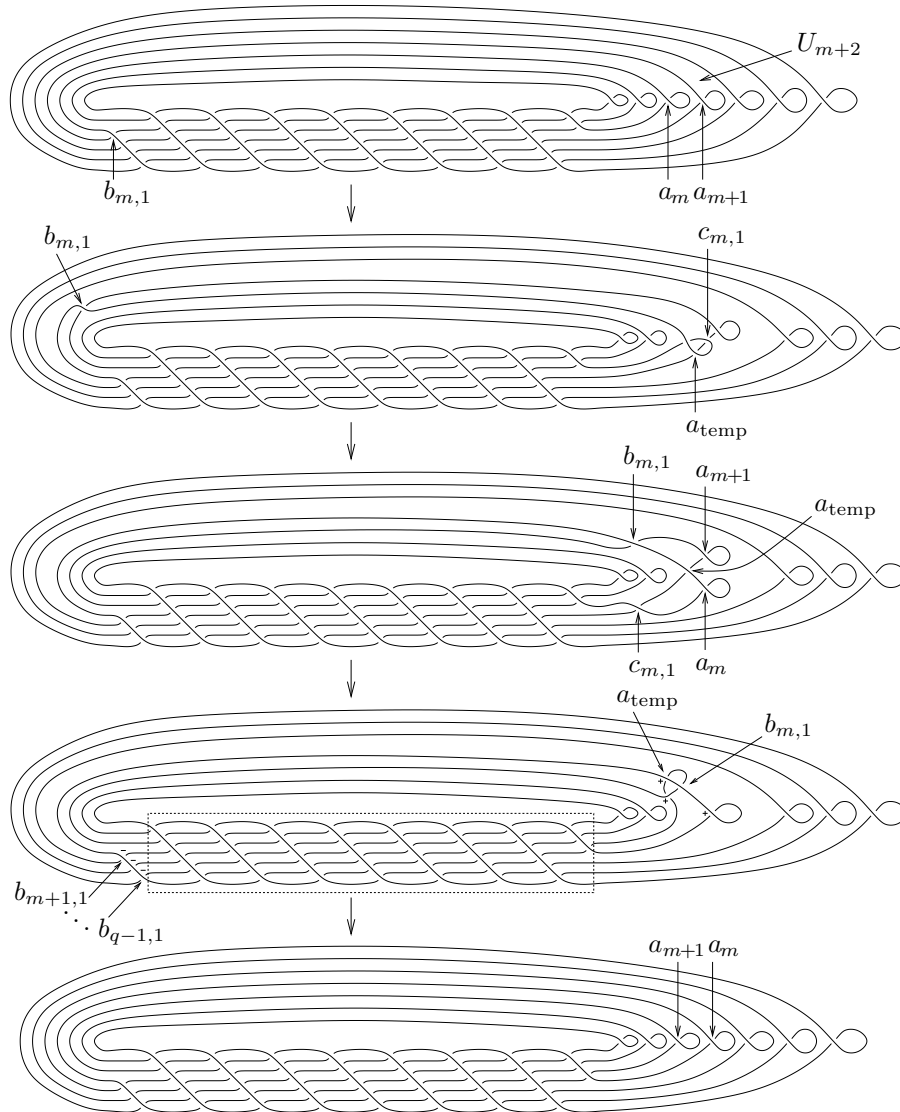 U_{m+2}
b_{m,1}
a_m a_{m+1}
b_{m,1}
c_{m,1}
a_{temp}
b_{m,1}
a_{m+1}
a_{temp}
c_{m,1}
a_m
a_{temp}
b_{m,1}
+
+
+
−
−
−
b_{m+1,1}
⋱
b_{q−1,1}
a_{m+1} a_m